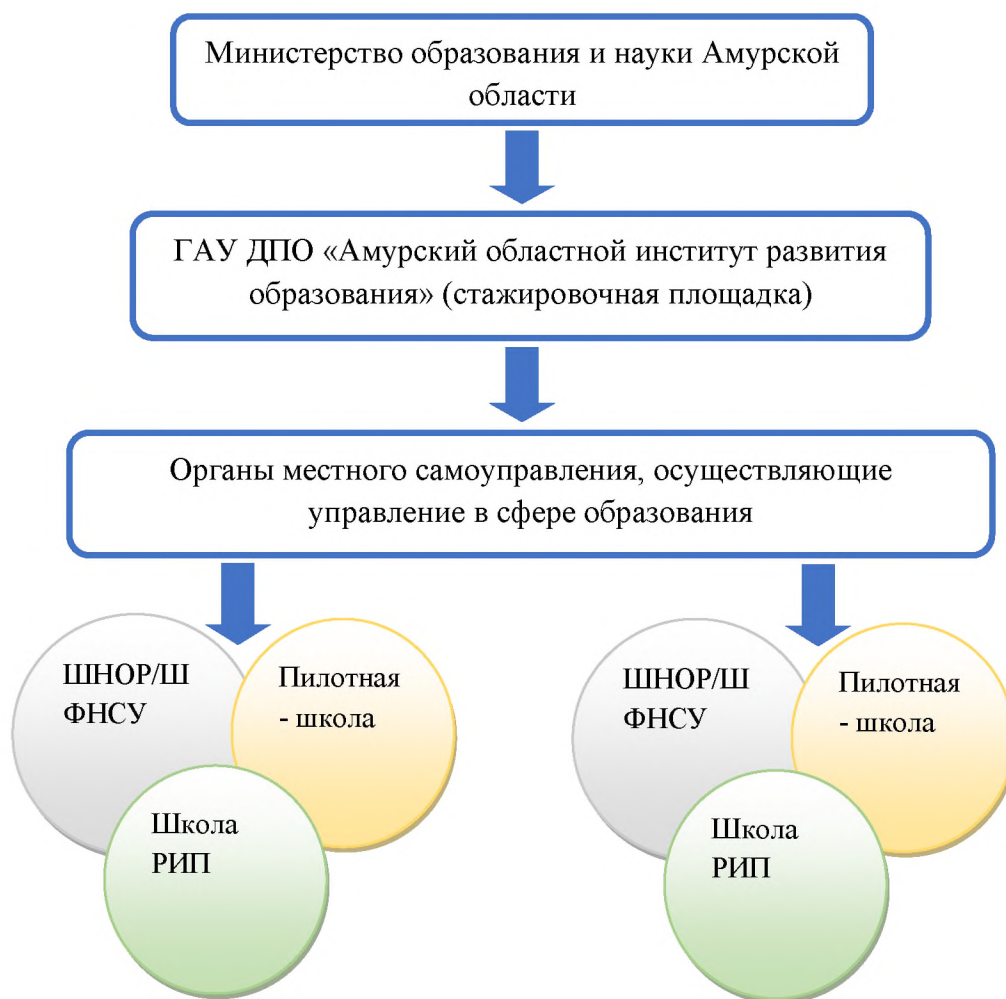 Министерство образования и науки Амурской
области
ГАУ ДПО «Амурский областной институт развития
образования» (стажировочная площадка)
Органы местного самоуправления, осуществляющие
управление в сфере образования
ШНОР/Ш
ФНСУ
Пилотная
- школа
Школа
РИП
ШНОР/Ш
ФНСУ
Пилотная
- школа
Школа
РИП